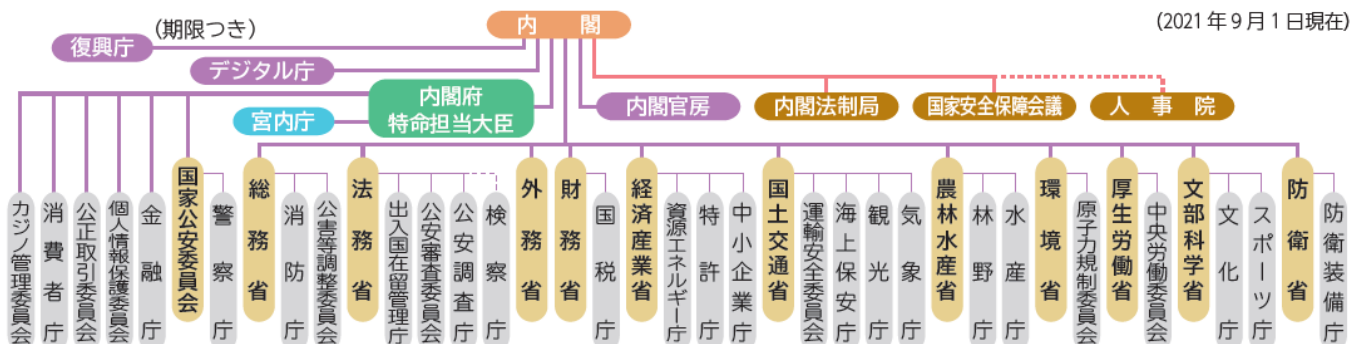 内　閣
(2021年9月1日現在)
復興庁
(期限つき)
デジタル庁
内閣府
特命担当大臣
宮内庁
内閣官房
内閣法制局
国家安全保障会議
人　事　院
カジノ管理委員会
消費者庁
公正取引委員会
個人情報保護委員会
金融庁
国家公安委員会
警察庁
総務省
消防庁
公害等調整委員会
法務省
出入国在留管理庁
公安審査委員会
公安調査庁
検察庁
外務省
財務省
国税庁
経済産業省
資源エネルギー庁
特許庁
中小企業庁
国土交通省
運輸安全委員会
海上保安庁
観光庁
気象庁
農林水産省
林野庁
水産庁
環境省
原子力規制委員会
厚生労働省
中央労働委員会
文部科学省
文化庁
スポーツ庁
防衛省
防衛装備庁